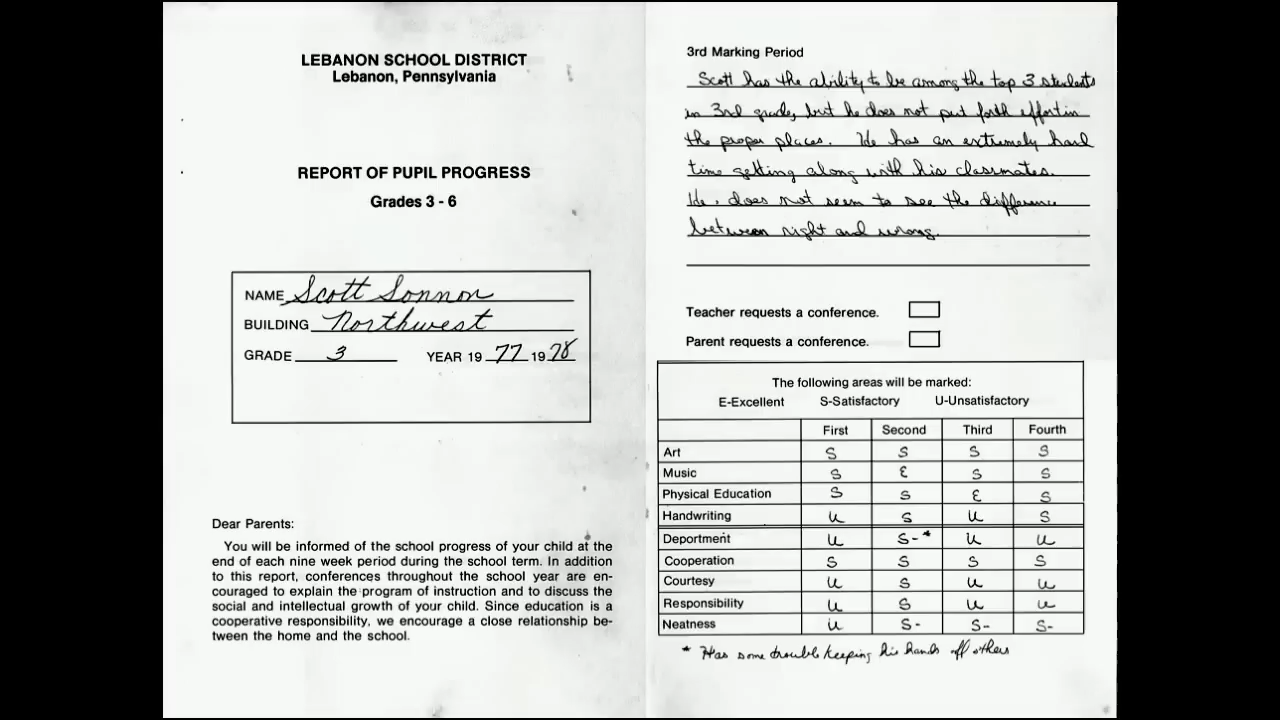 LEBANON SCHOOL DISTRICT
Lebanon, Pennsylvania
REPORT OF PUPIL PROGRESS
Grades 3 - 6
NAME Scott Sonnon
BUILDING Northwest
GRADE 3 YEAR 19 77 19 78
Dear Parents:
You will be informed of the school progress of your child at the
end of each nine week period during the school term. In addition
to this report, conferences throughout the school year are en-
couraged to explain the program of instruction and to discuss the
social and intellectual growth of your child. Since education is a
cooperative responsibility, we encourage a close relationship be-
tween the home and the school.
3rd Marking Period
Scott has the ability to be among the top 3 students
in 3rd grade, but he does not put forth effort in
the proper places. He has an extremely hard
time getting along with his classmates.
He does not seem to see the difference
between right and wrong.
Teacher requests a conference.
Parent requests a conference.
The following areas will be marked:
E-Excellent S-Satisfactory U-Unsatisfactory
First Second Third Fourth
Art S S S S
Music S E S S
Physical Education S S E S
Handwriting U S U S
Department U S-* U U
Cooperation S S S S
Courtesy U S U U
Responsibility U S U U
Neatness U S- S- S-
* Has some trouble keeping his hands off others